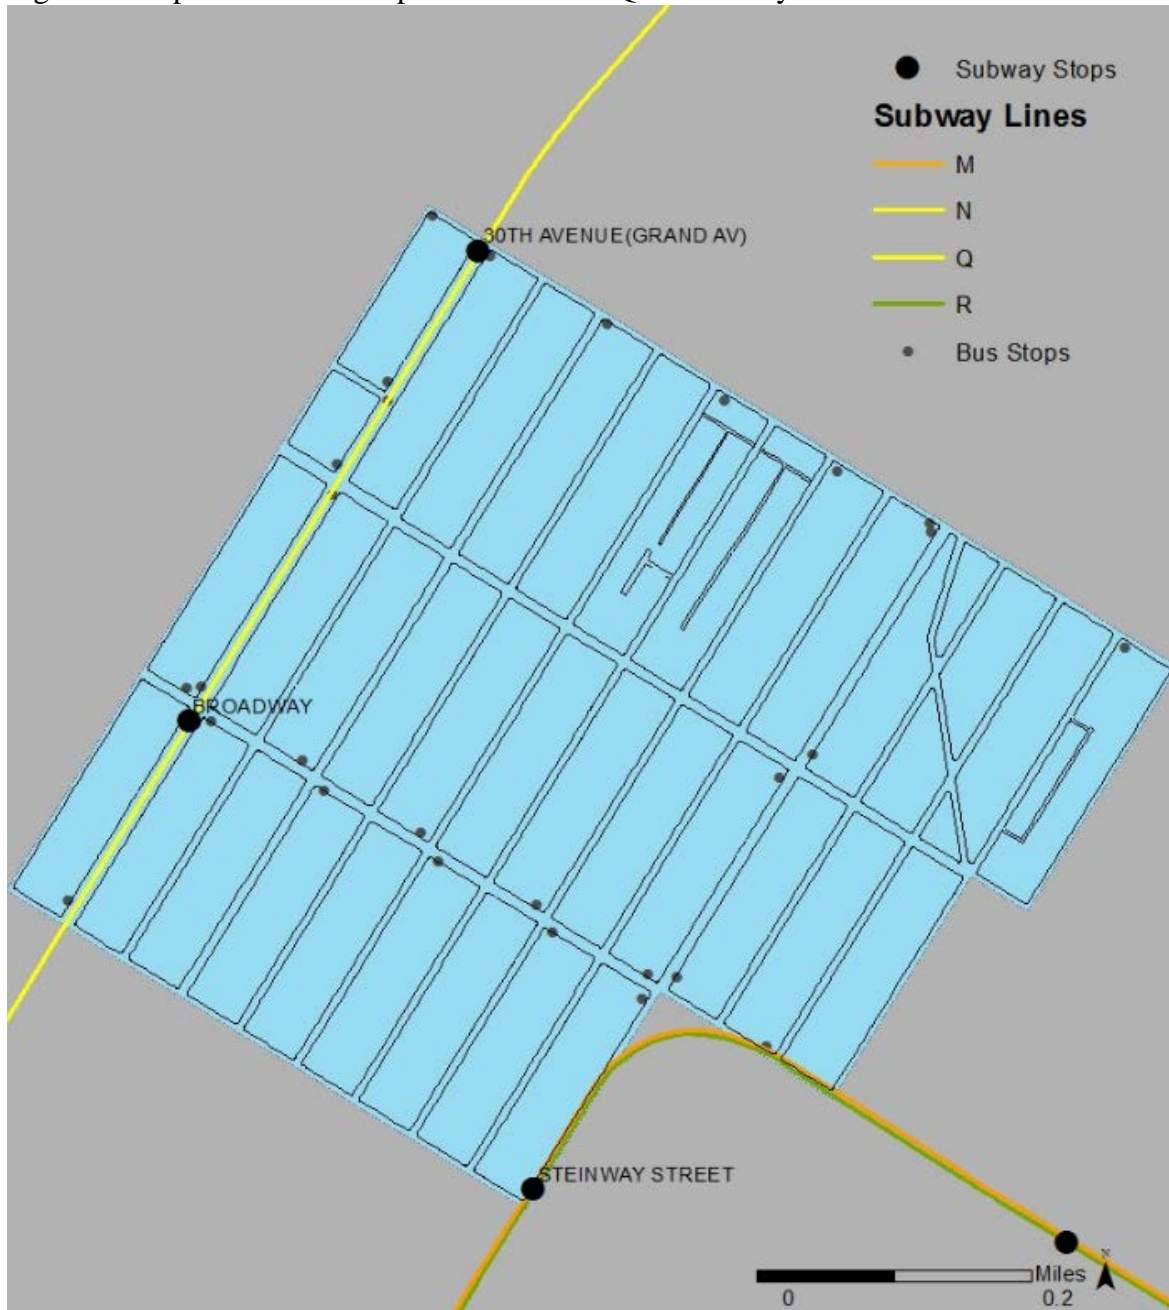 Subway Stops
Subway Lines
M
N
Q
R
Bus Stops
30TH AVENUE(GRAND AV)
BROADWAY
STEINWAY STREET
Miles
N
0
0.2